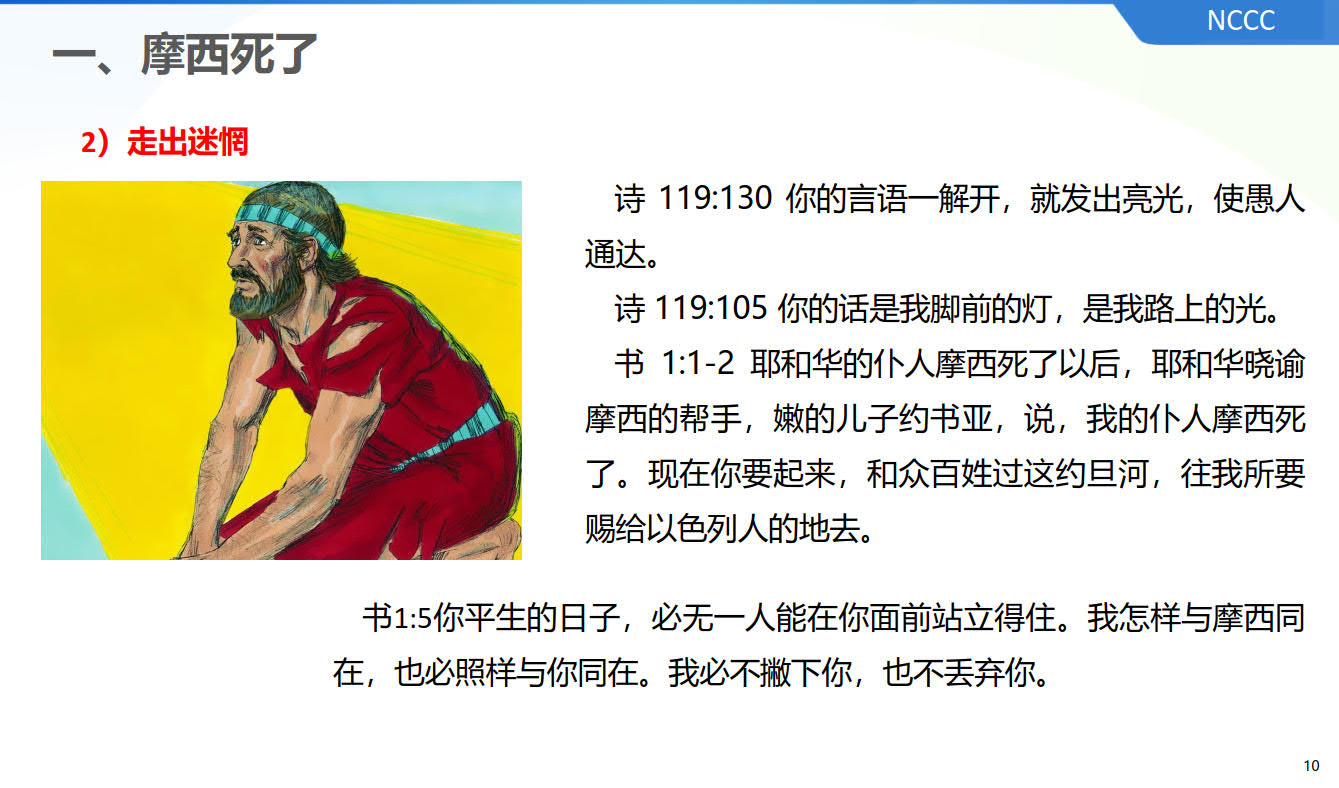 NCCC
一、摩西死了
2）走出迷惘
诗 119:130 你的言语一解开，就发出亮光，使愚人
通达。
诗 119:105 你的话是我脚前的灯，是我路上的光。
书 1:1-2 耶和华的仆人摩西死了以后，耶和华晓谕
摩西的帮手，嫩的儿子约书亚，说，我的仆人摩西死
了。现在你要起来，和众百姓过这约旦河，往我所要
赐给以色列人的地去。
书1:5你平生的日子，必无一人能在你面前站立得住。我怎样与摩西同
在，也必照样与你同在。我必不撇下你，也不丢弃你。
10